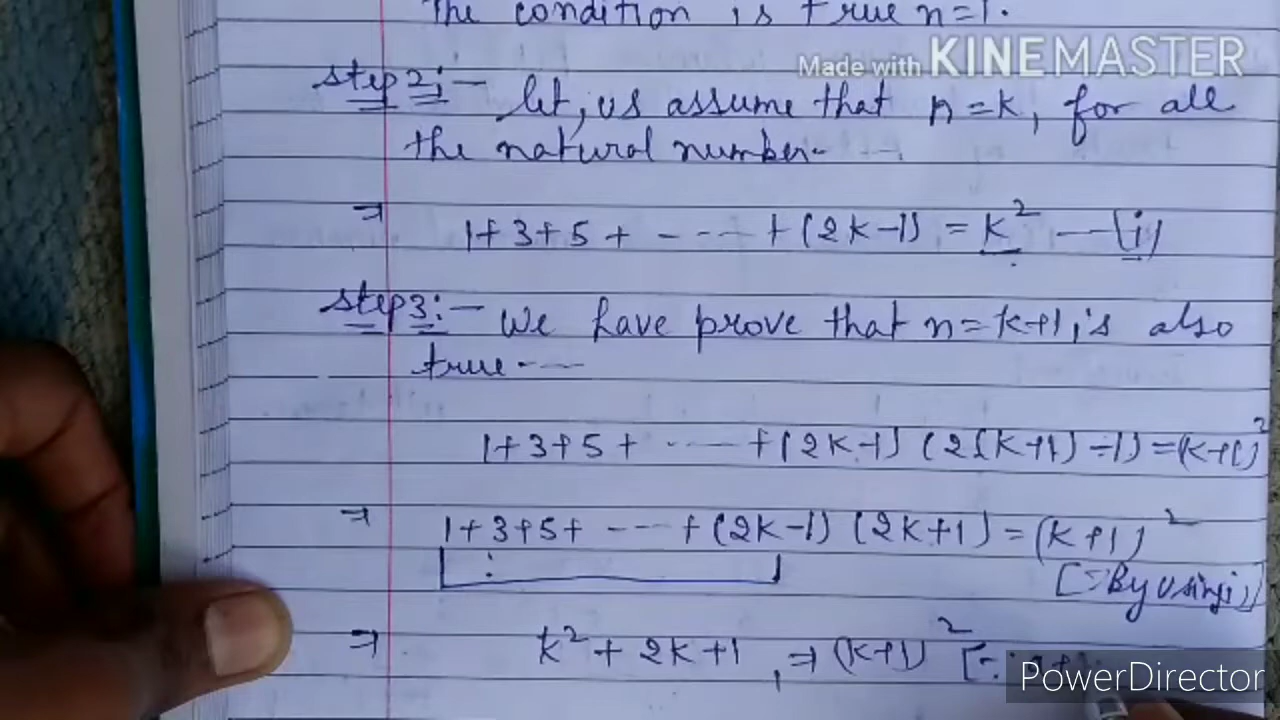 The condition is true n=1.
Made with KINEMASTER
Step 2:- let, us assume that n=k, for all
the natural number- ---
⇒ 1+3+5+ ----- +(2k-1) = k² —(i)
Step 3:- We have prove that n=k+1, is also
true ----
1+3+5+ ----- +(2k-1) (2(k+1)-1)=(k+1)²
⇒ 1+3+5+ ----- +(2k-1) (2k+1)=(k+1)²
[∵By using i)]
⇒ k²+2k+1, ⇒ (k+1)² [∵
PowerDirector